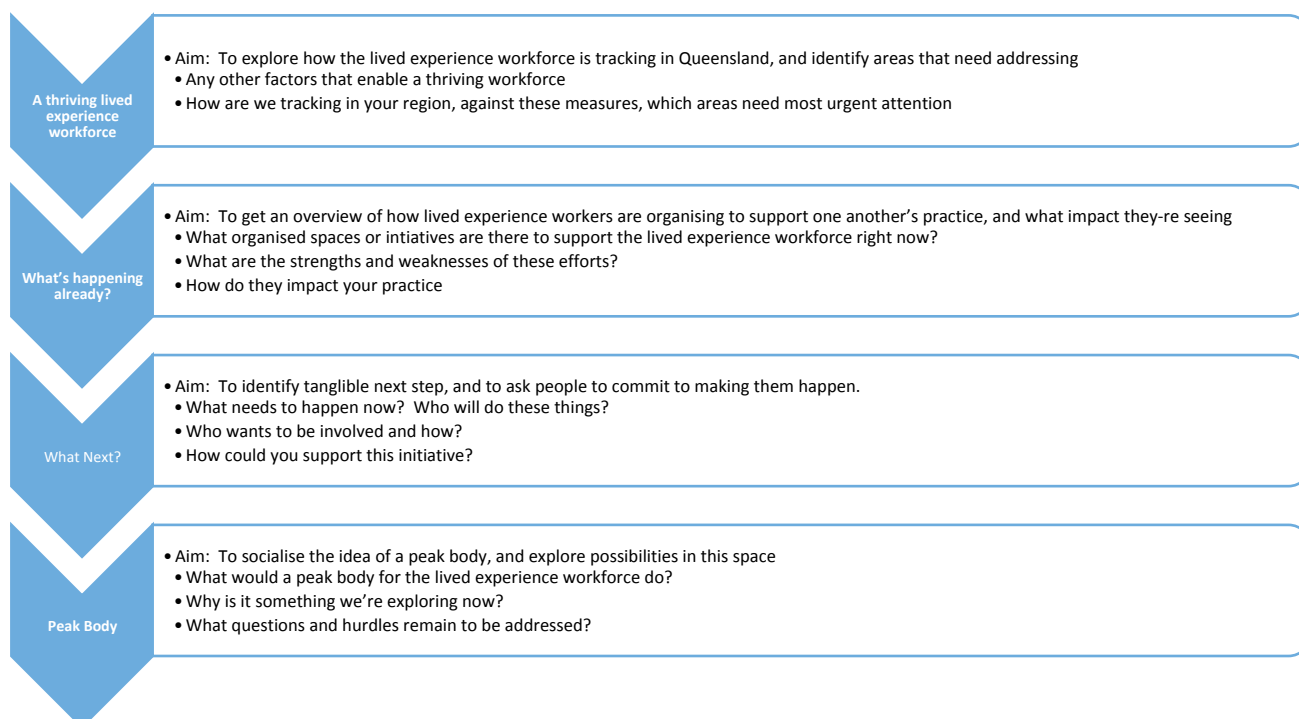 A thriving lived
experience
workforce
• Aim: To explore how the lived experience workforce is tracking in Queensland, and identify areas that need addressing
• Any other factors that enable a thriving workforce
• How are we tracking in your region, against these measures, which areas need most urgent attention
What's happening
already?
• Aim: To get an overview of how lived experience workers are organising to support one another's practice, and what impact they-re seeing
• What organised spaces or intiatives are there to support the lived experience workforce right now?
• What are the strengths and weaknesses of these efforts?
• How do they impact your practice
What Next?
• Aim: To identify tangible next step, and to ask people to commit to making them happen.
• What needs to happen now? Who will do these things?
• Who wants to be involved and how?
• How could you support this initiative?
Peak Body
• Aim: To socialise the idea of a peak body, and explore possibilities in this space
• What would a peak body for the lived experience workforce do?
• Why is it something we're exploring now?
• What questions and hurdles remain to be addressed?